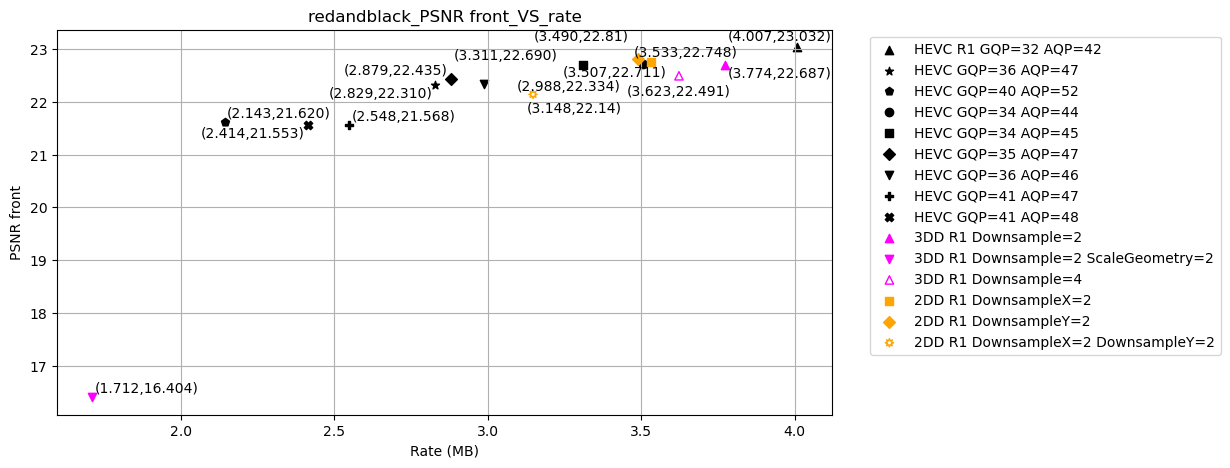 redandblack_PSNR front_VS_rate
PSNR front
23
22
21
20
19
18
17
(3.490,22.81)
(4.007,23.032)
(3.311,22.690)
(3.533,22.748)
(2.879,22.435)
(3.507,22.711)
(3.774,22.687)
(2.829,22.310)
(2.988,22.334)
(3.623,22.491)
(2.143,21.620)
(2.548,21.568)
(3.148,22.14)
(2.414,21.553)
(1.712,16.404)
2.0
2.5
3.0
3.5
4.0
Rate (MB)
HEVC R1 GQP=32 AQP=42
HEVC GQP=36 AQP=47
HEVC GQP=40 AQP=52
HEVC GQP=34 AQP=44
HEVC GQP=34 AQP=45
HEVC GQP=35 AQP=47
HEVC GQP=36 AQP=46
HEVC GQP=41 AQP=47
HEVC GQP=41 AQP=48
3DD R1 Downsample=2
3DD R1 Downsample=2 ScaleGeometry=2
3DD R1 Downsample=4
2DD R1 DownsampleX=2
2DD R1 DownsampleY=2
2DD R1 DownsampleX=2 DownsampleY=2